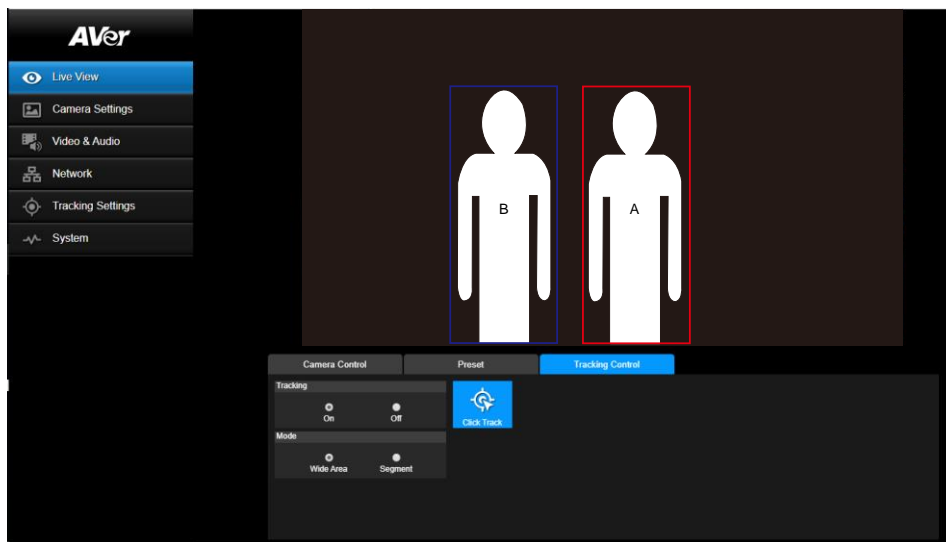 AVer
Live View
Camera Settings
Video & Audio
Network
Tracking Settings
System
B
A
Camera Control
Preset
Tracking Control
Tracking
On
Off
Click Track
Mode
Wide Area
Segment